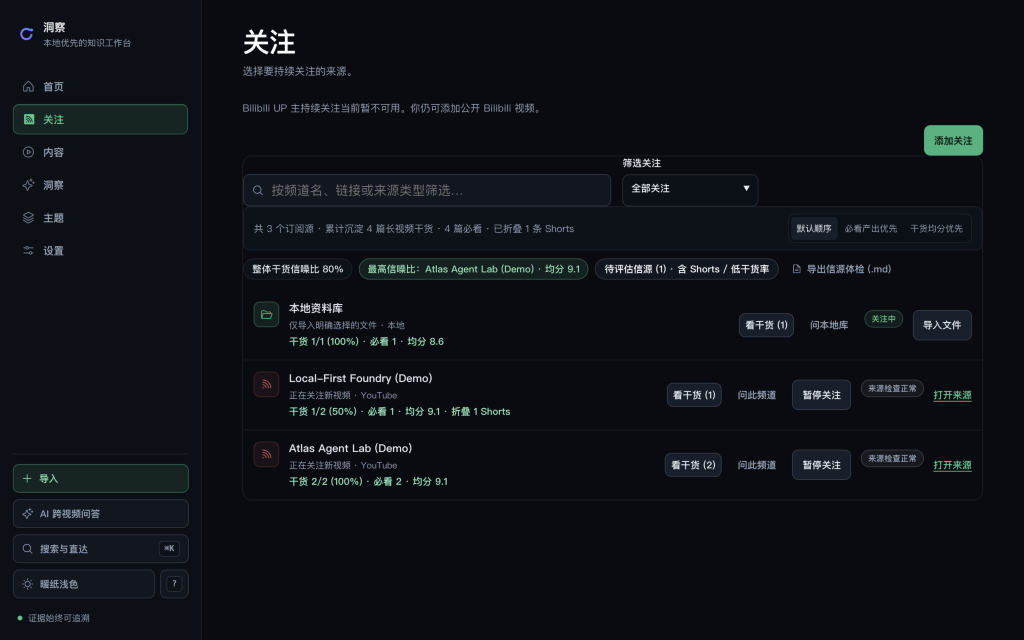 洞察
本地优先的知识工作台
首页
关注
内容
洞察
主题
设置
导入
AI 跨视频问答
搜索与直达 ⌘K
暖纸浅色 ?
证据始终可追溯
关注
选择要持续关注的来源。
Bilibili UP 主持续关注当前暂不可用。你仍可添加公开 Bilibili 视频。
添加关注
筛选关注
按频道名、链接或来源类型筛选…
全部关注
共 3 个订阅源 · 累计沉淀 4 篇长视频干货 · 4 篇必看 · 已折叠 1 条 Shorts
默认顺序 必看产出优先 干货均分优先
整体干货信噪比 80% 最高信噪比：Atlas Agent Lab (Demo) · 均分 9.1 待评估信源 (1) · 含 Shorts / 低干货率 导出信源体检 (.md)
本地资料库
仅导入明确选择的文件 · 本地
干货 1/1 (100%) · 必看 1 · 均分 8.6
看干货 (1) 问本地库 关注中 导入文件
Local-First Foundry (Demo)
正在关注新视频 · YouTube
干货 1/2 (50%) · 必看 1 · 均分 9.1 · 折叠 1 Shorts
看干货 (1) 问此频道 暂停关注 来源检查正常 打开来源
Atlas Agent Lab (Demo)
正在关注新视频 · YouTube
干货 2/2 (100%) · 必看 2 · 均分 9.1
看干货 (2) 问此频道 暂停关注 来源检查正常 打开来源